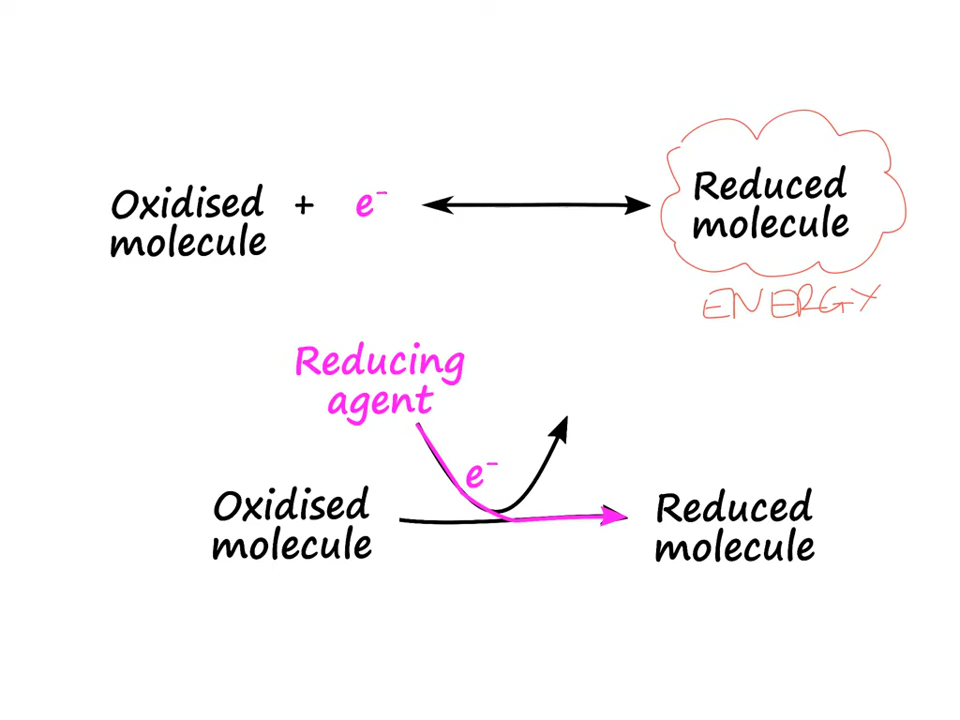 Oxidised + e⁻ Reduced
molecule molecule
ENERGY
Reducing
agent
e⁻
Oxidised Reduced
molecule molecule